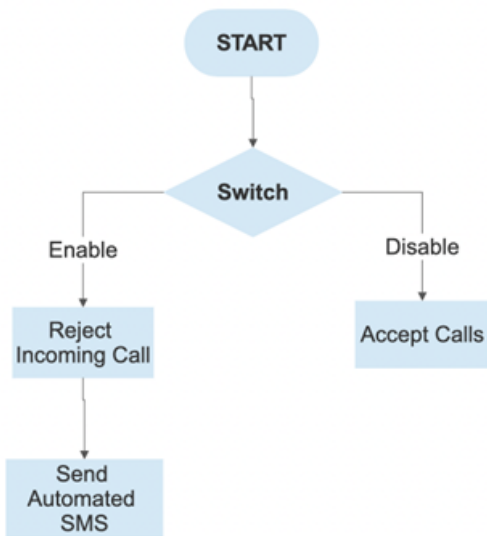 START
Switch
Enable
Disable
Reject
Incoming Call
Accept Calls
Send
Automated
SMS